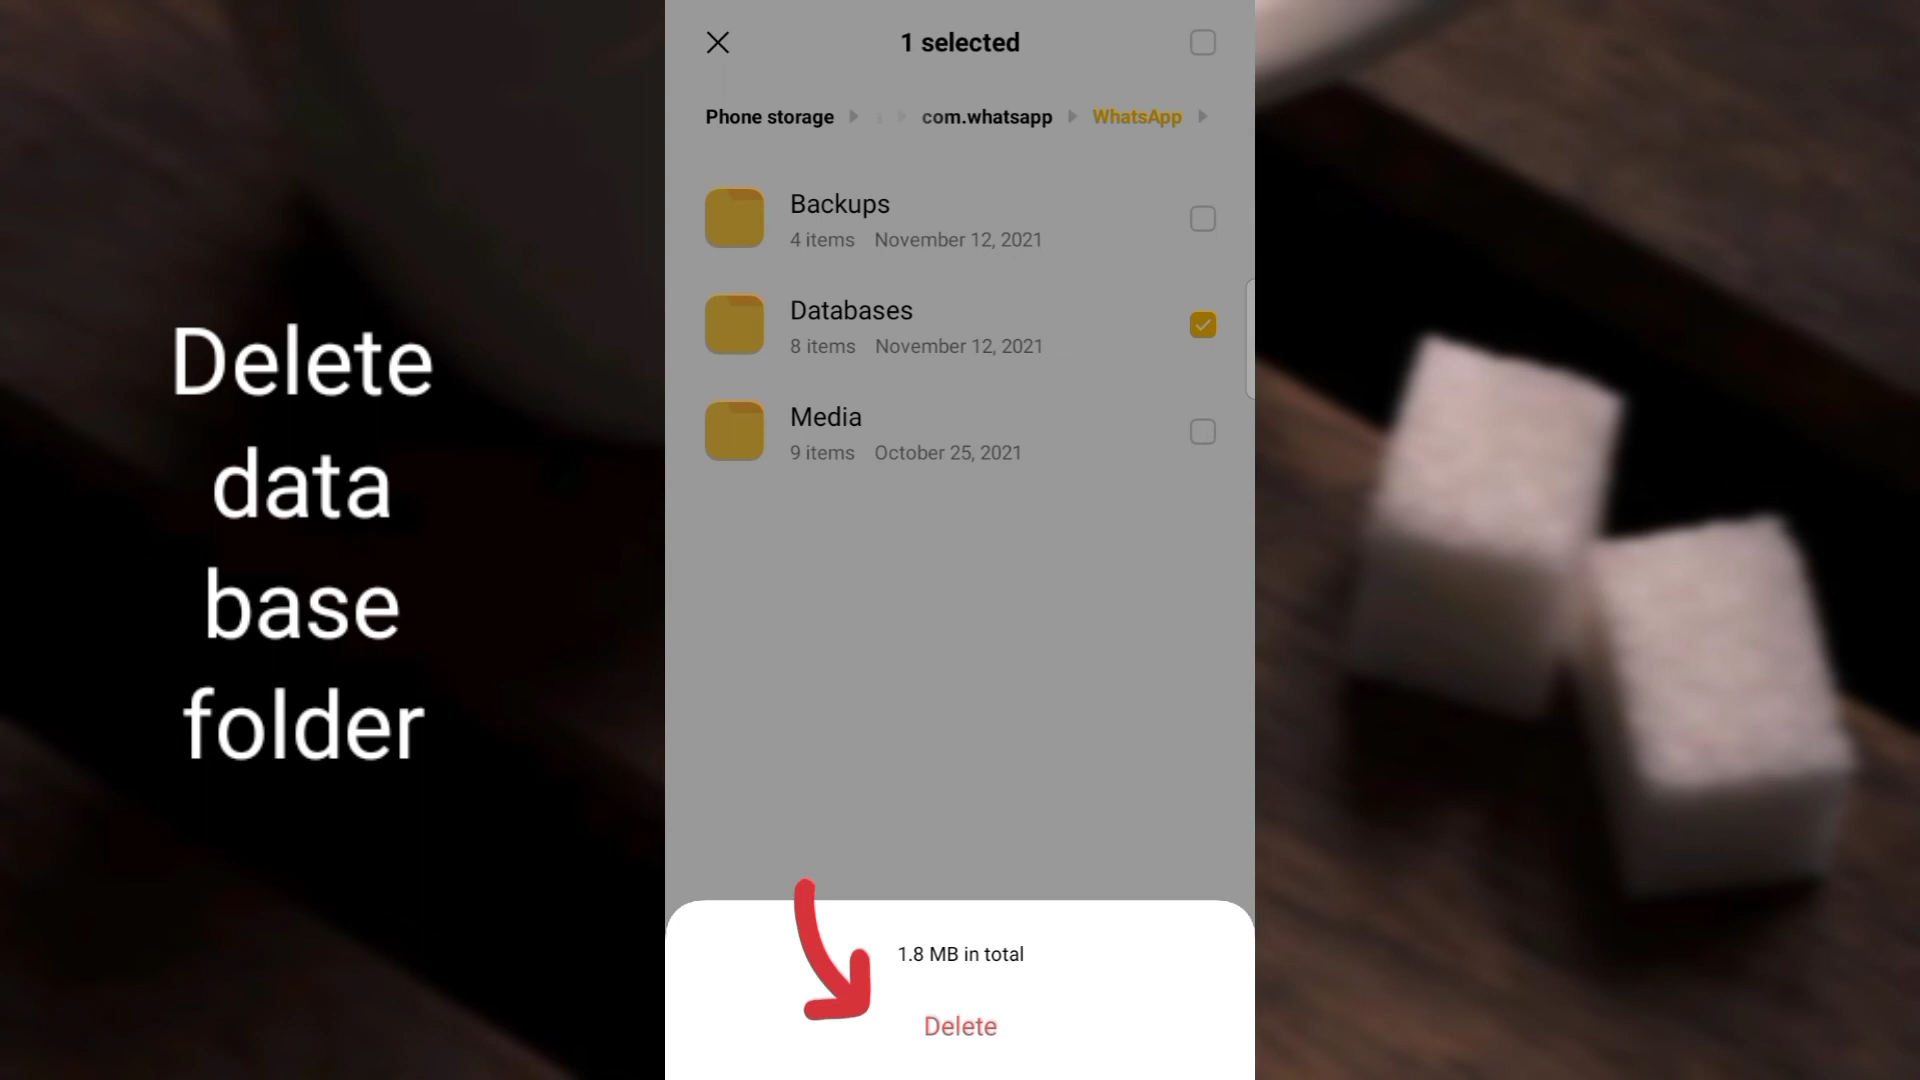 Delete
data
base
folder
1 selected
Phone storage com.whatsapp WhatsApp
Backups
4 items November 12, 2021
Databases
8 items November 12, 2021
Media
9 items October 25, 2021
1.8 MB in total
Delete